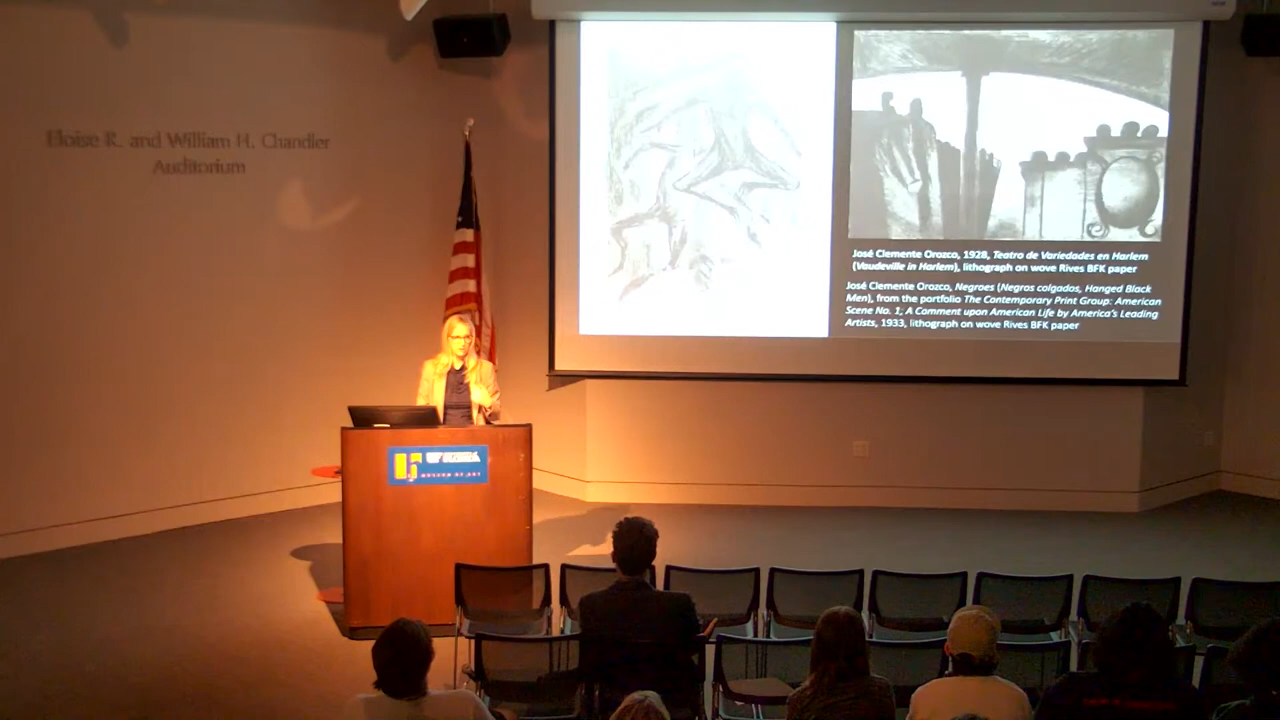 Eloise R. and William H. Chandler
Auditorium
José Clemente Orozco, 1928, Teatro de Variedades en Harlem
(Vaudeville in Harlem), lithograph on wove Rives BFK paper
José Clemente Orozco, Negroes (Negros colgados, Hanged Black
Men), from the portfolio The Contemporary Print Group: American
Scene No. 1, A Comment upon American Life by America's Leading
Artists, 1933, lithograph on wove Rives BFK paper
MUSEUM OF ART